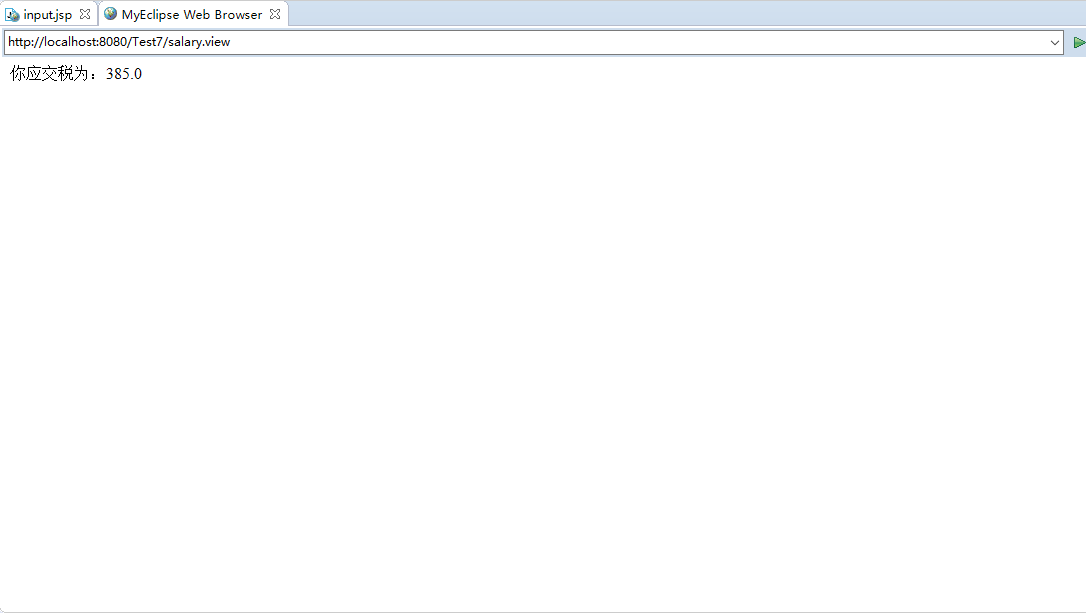 input.jsp MyEclipse Web Browser
http://localhost:8080/Test7/salary.view
你应交税为：385.0